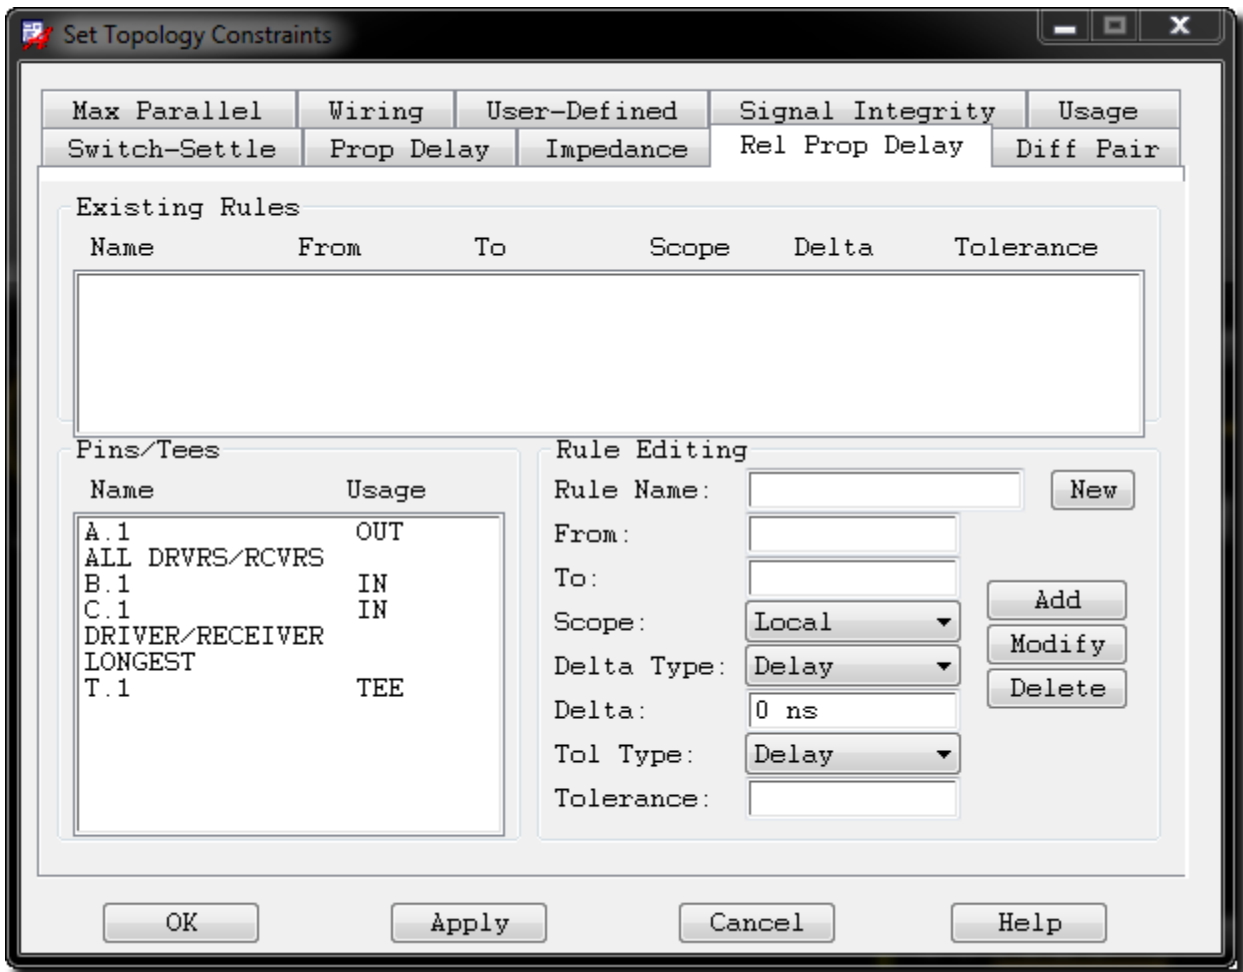 Set Topology Constraints
Max Parallel Wiring User-Defined Signal Integrity Usage
Switch-Settle Prop Delay Impedance Rel Prop Delay Diff Pair
Existing Rules
Name From To Scope Delta Tolerance
Pins/Tees
Name Usage
A.1 OUT
ALL DRVRS/RCVRS
B.1 IN
C.1 IN
DRIVER/RECEIVER
LONGEST
T.1 TEE
Rule Editing
Rule Name: New
From:
To:
Scope: Local
Delta Type: Delay
Delta: 0 ns
Tol Type: Delay
Tolerance:
Add
Modify
Delete
OK Apply Cancel Help